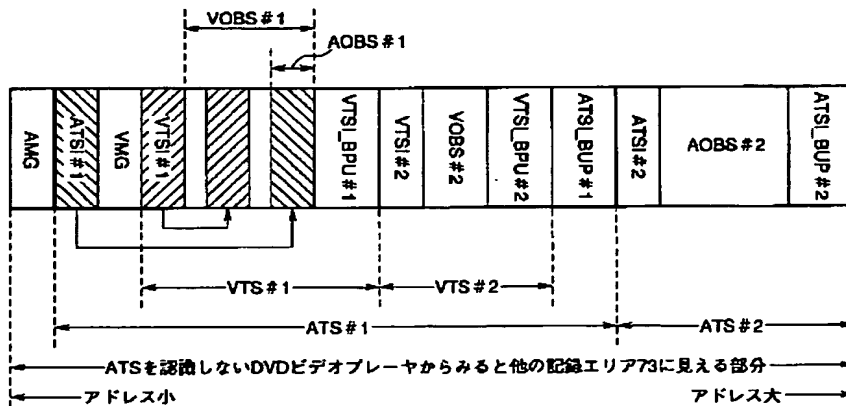 VOBS#1
AOBS#1
AMG
ATSI#1
VMG
VTSI#1
VTSI_BPU#1
VTSI#2
VOBS#2
VTSI_BPU#2
ATSI_BUP#1
ATSI#2
AOBS#2
ATSI_BUP#2
VTS#1
VTS#2
ATS#1
ATS#2
ATSを認識しないDVDビデオプレーヤからみると他の記録エリア73に見える部分
アドレス小
アドレス大